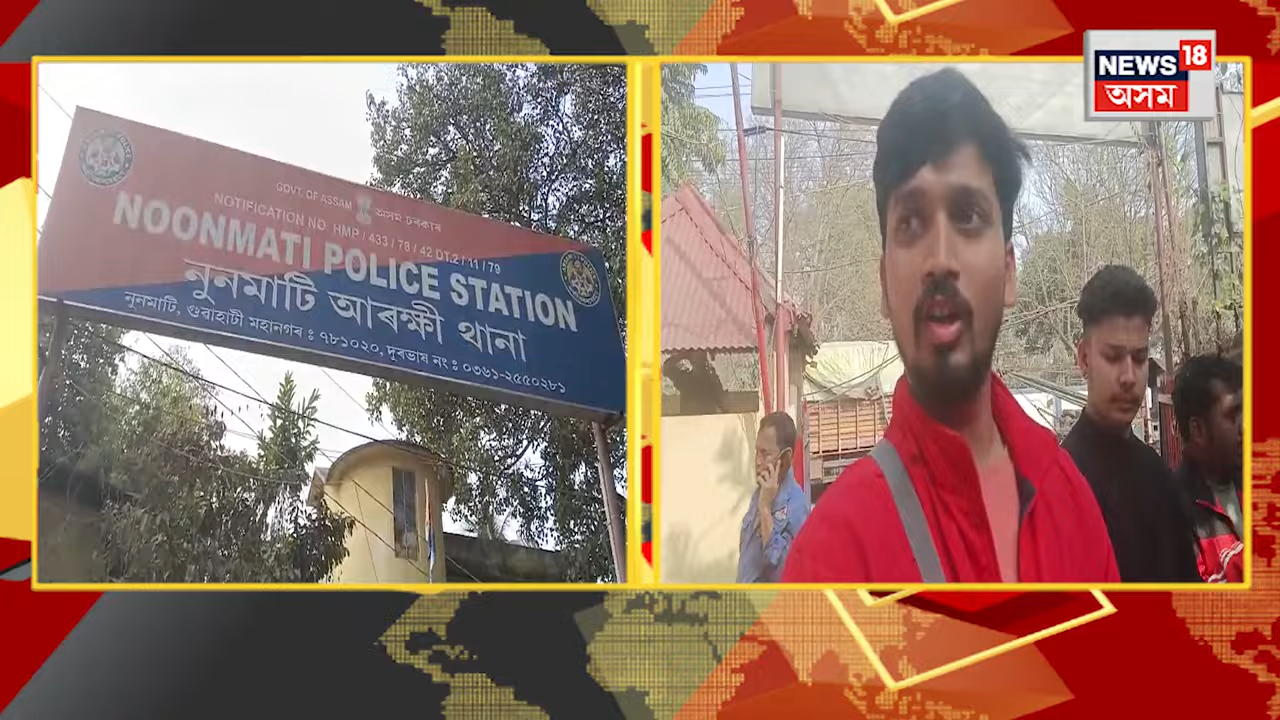 GOVT. OF ASSAM অসম চৰকাৰ
NOTIFICATION NO. HMP / 433 / 78 / 42 DT.2 / 11 / 79
NOONMATI POLICE STATION
নুনমাটি আৰক্ষী থানা
নুনমাটি, গুৱাহাটী মহানগৰ : ৭৮১০২০, দূৰভাষ নং : ০৩৬১-২৫৫০২৮১
NEWS 18
অসম